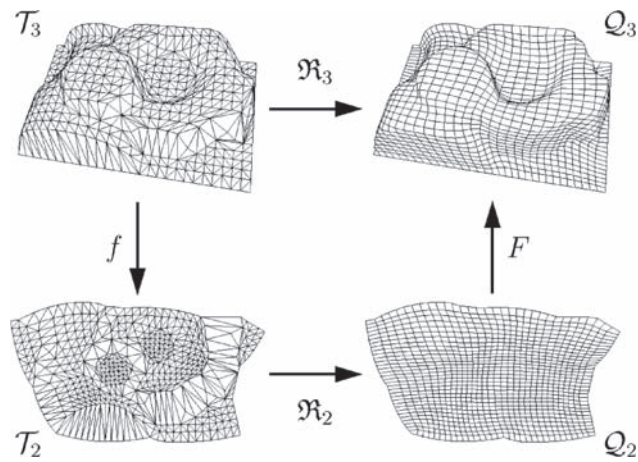 𝒯₃
𝒬₃
ℜ₃
f
F
ℜ₂
𝒯₂
𝒬₂